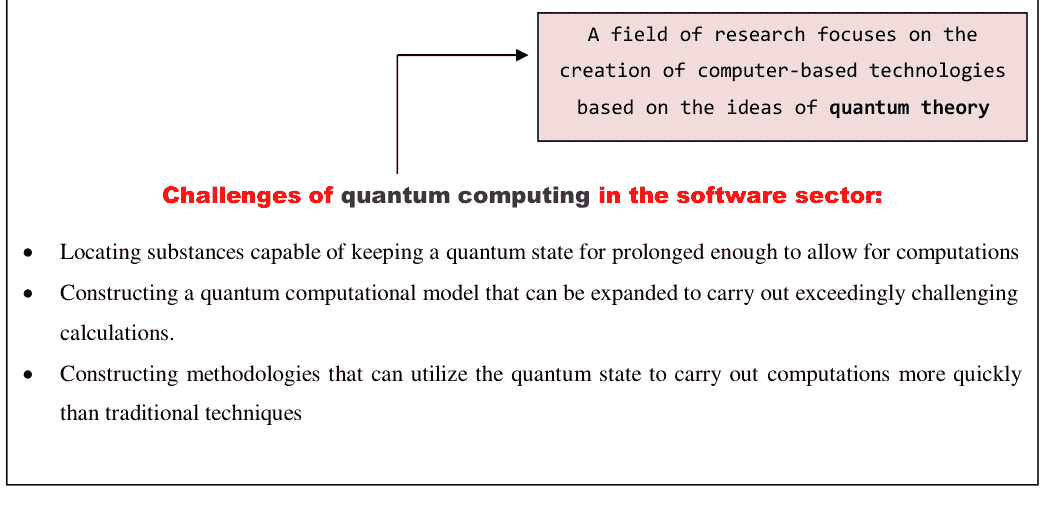 A field of research focuses on the
creation of computer-based technologies
based on the ideas of quantum theory
Challenges of quantum computing in the software sector:
• Locating substances capable of keeping a quantum state for prolonged enough to allow for computations
• Constructing a quantum computational model that can be expanded to carry out exceedingly challenging
calculations.
• Constructing methodologies that can utilize the quantum state to carry out computations more quickly
than traditional techniques